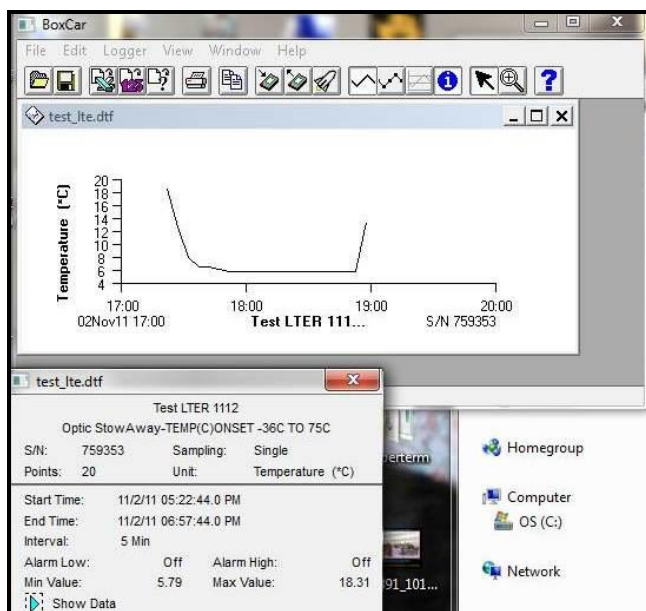 BoxCar
File Edit Logger View Window Help
test_lte.dtf
Temperature (°C)
20
18
16
14
12
10
8
6
4
17:00 18:00 19:00 20:00
02Nov11 17:00 Test LTER 111... S/N 759353
test_lte.dtf
Test LTER 1112
Optic StowAway-TEMP(C)ONSET -36C TO 75C
S/N: 759353 Sampling: Single
Points: 20 Unit: Temperature (°C)
Start Time: 11/2/11 05:22:44.0 PM
End Time: 11/2/11 06:57:44.0 PM
Interval: 5 Min
Alarm Low: Off Alarm High: Off
Min Value: 5.79 Max Value: 18.31
Show Data
perterm
91_101...
Homegroup
Computer
OS (C:)
Network